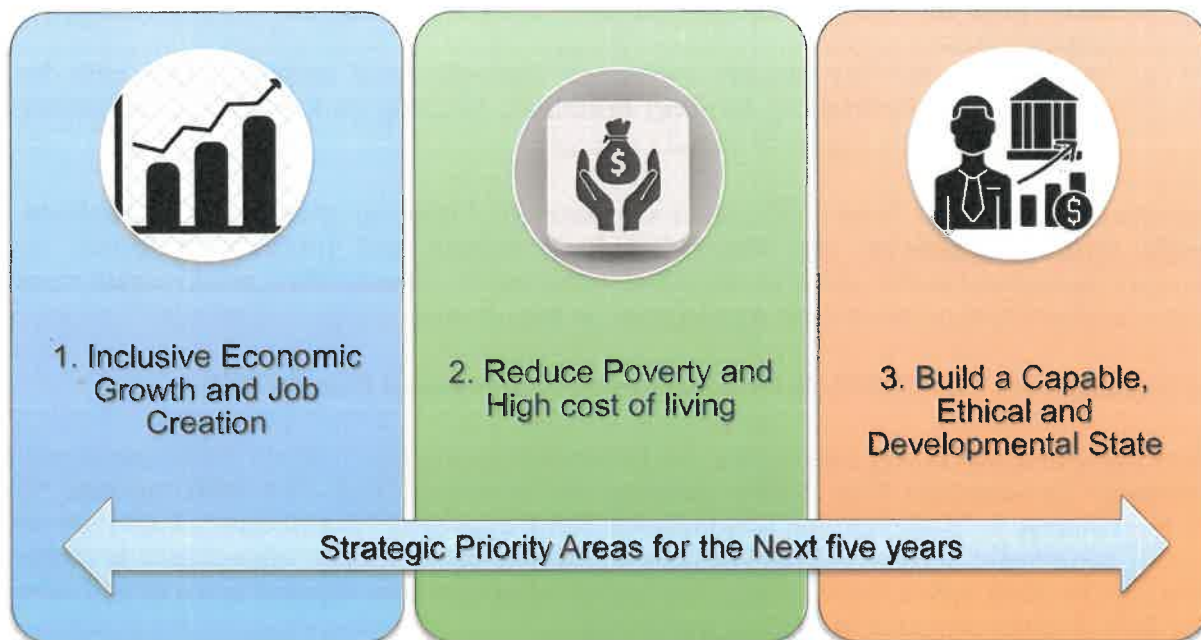 1. Inclusive Economic
Growth and Job
Creation
2. Reduce Poverty and
High cost of living
3. Build a Capable,
Ethical and
Developmental State
Strategic Priority Areas for the Next five years
$
$